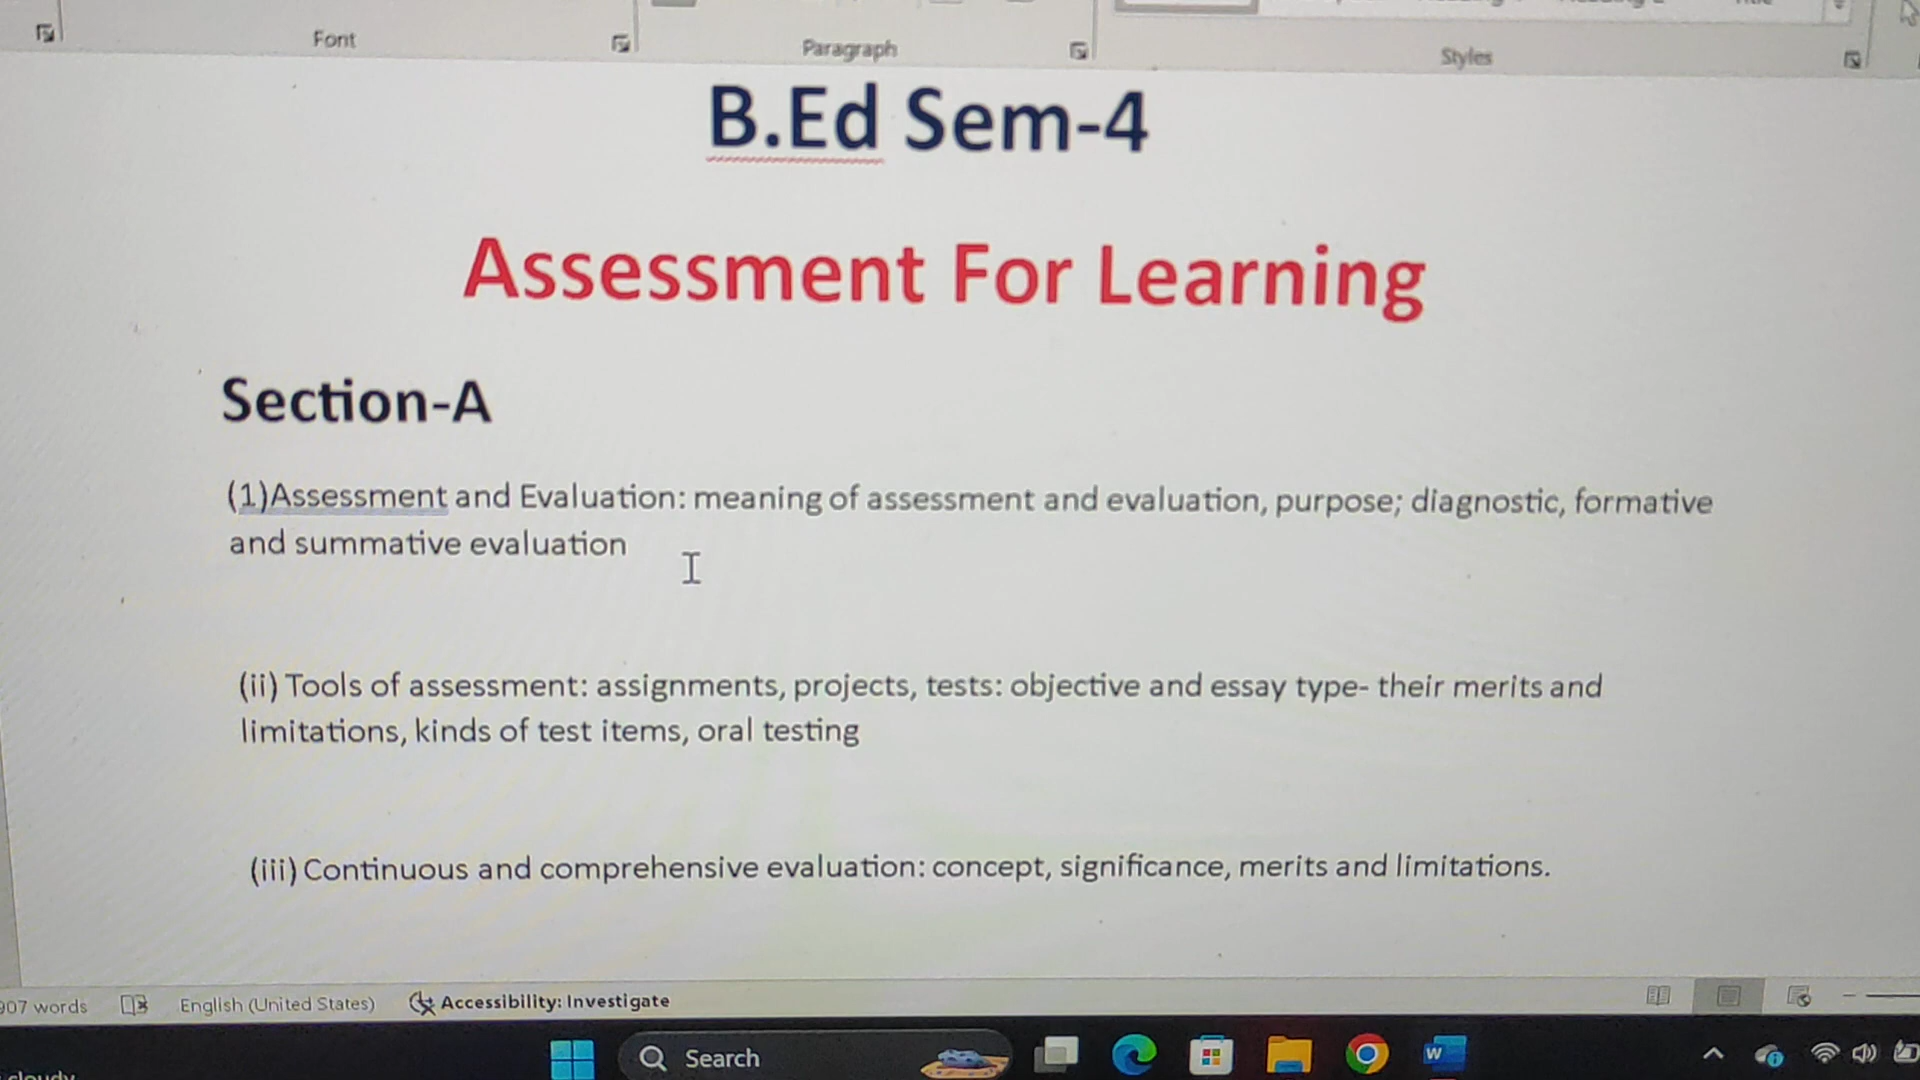 Font
Paragraph
Styles
B.Ed Sem-4
Assessment For Learning
Section-A
(1)Assessment and Evaluation: meaning of assessment and evaluation, purpose; diagnostic, formative
and summative evaluation
(ii) Tools of assessment: assignments, projects, tests: objective and essay type- their merits and
limitations, kinds of test items, oral testing
(iii) Continuous and comprehensive evaluation: concept, significance, merits and limitations.
907 words
English (United States)
Accessibility: Investigate
Search
cloudy